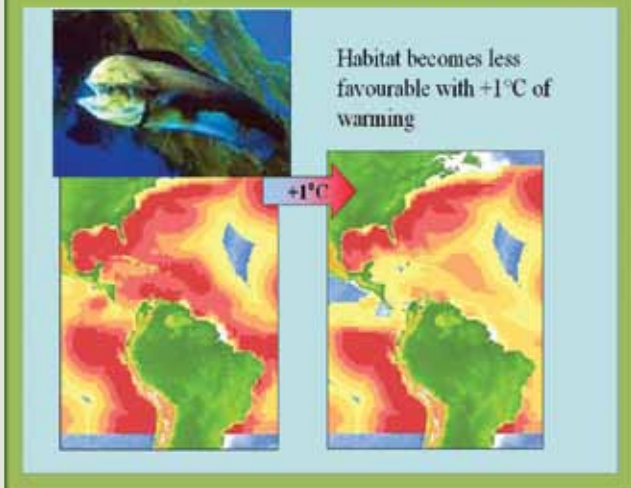 Habitat becomes less
favourable with +1°C of
warming
+1°C